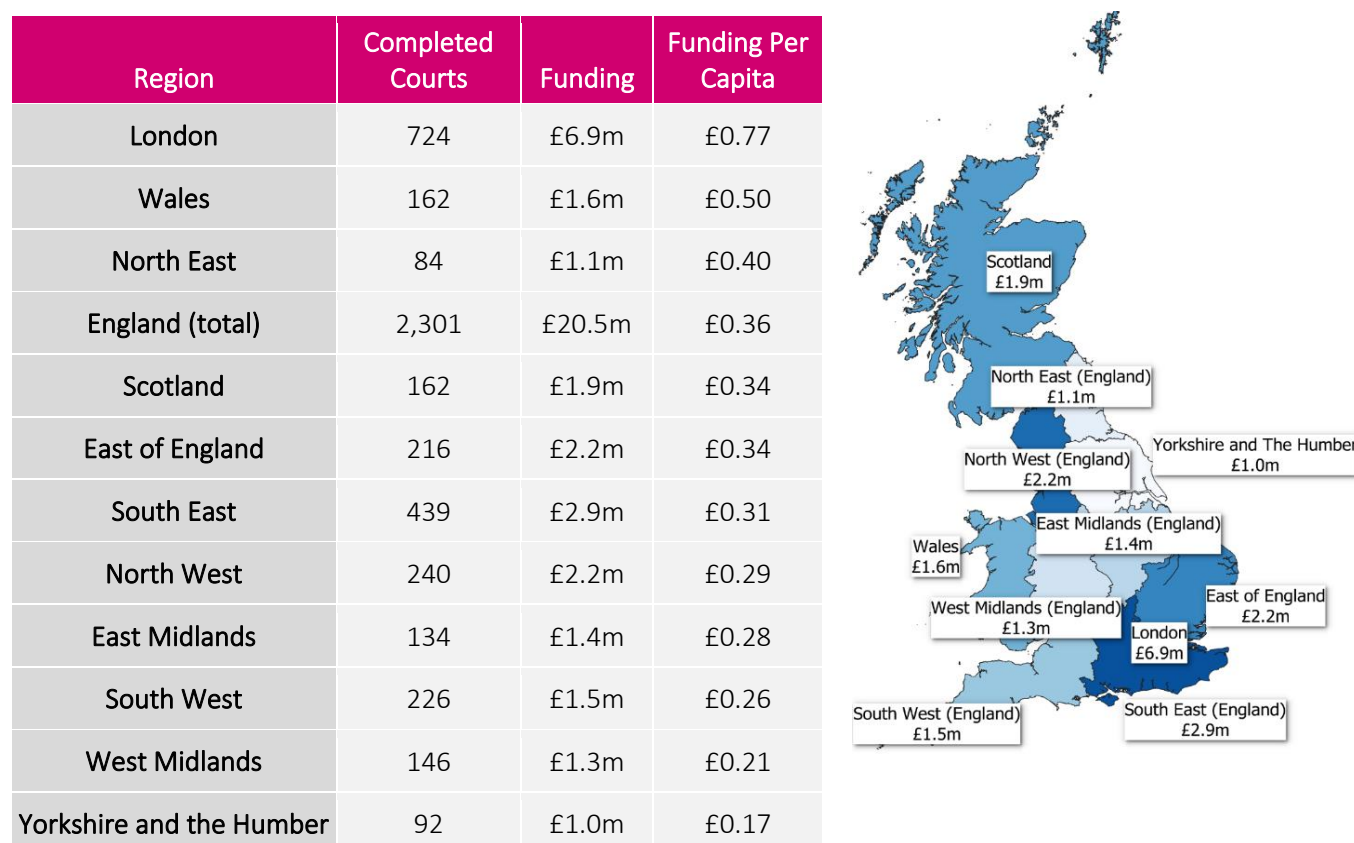 Region Completed Courts Funding Funding Per Capita
London 724 £6.9m £0.77
Wales 162 £1.6m £0.50
North East 84 £1.1m £0.40
England (total) 2,301 £20.5m £0.36
Scotland 162 £1.9m £0.34
East of England 216 £2.2m £0.34
South East 439 £2.9m £0.31
North West 240 £2.2m £0.29
East Midlands 134 £1.4m £0.28
South West 226 £1.5m £0.26
West Midlands 146 £1.3m £0.21
Yorkshire and the Humber 92 £1.0m £0.17
Scotland
£1.9m
North East (England)
£1.1m
Yorkshire and The Humber
£1.0m
North West (England)
£2.2m
East Midlands (England)
£1.4m
Wales
£1.6m
East of England
£2.2m
West Midlands (England)
£1.3m
London
£6.9m
South West (England)
£1.5m
South East (England)
£2.9m